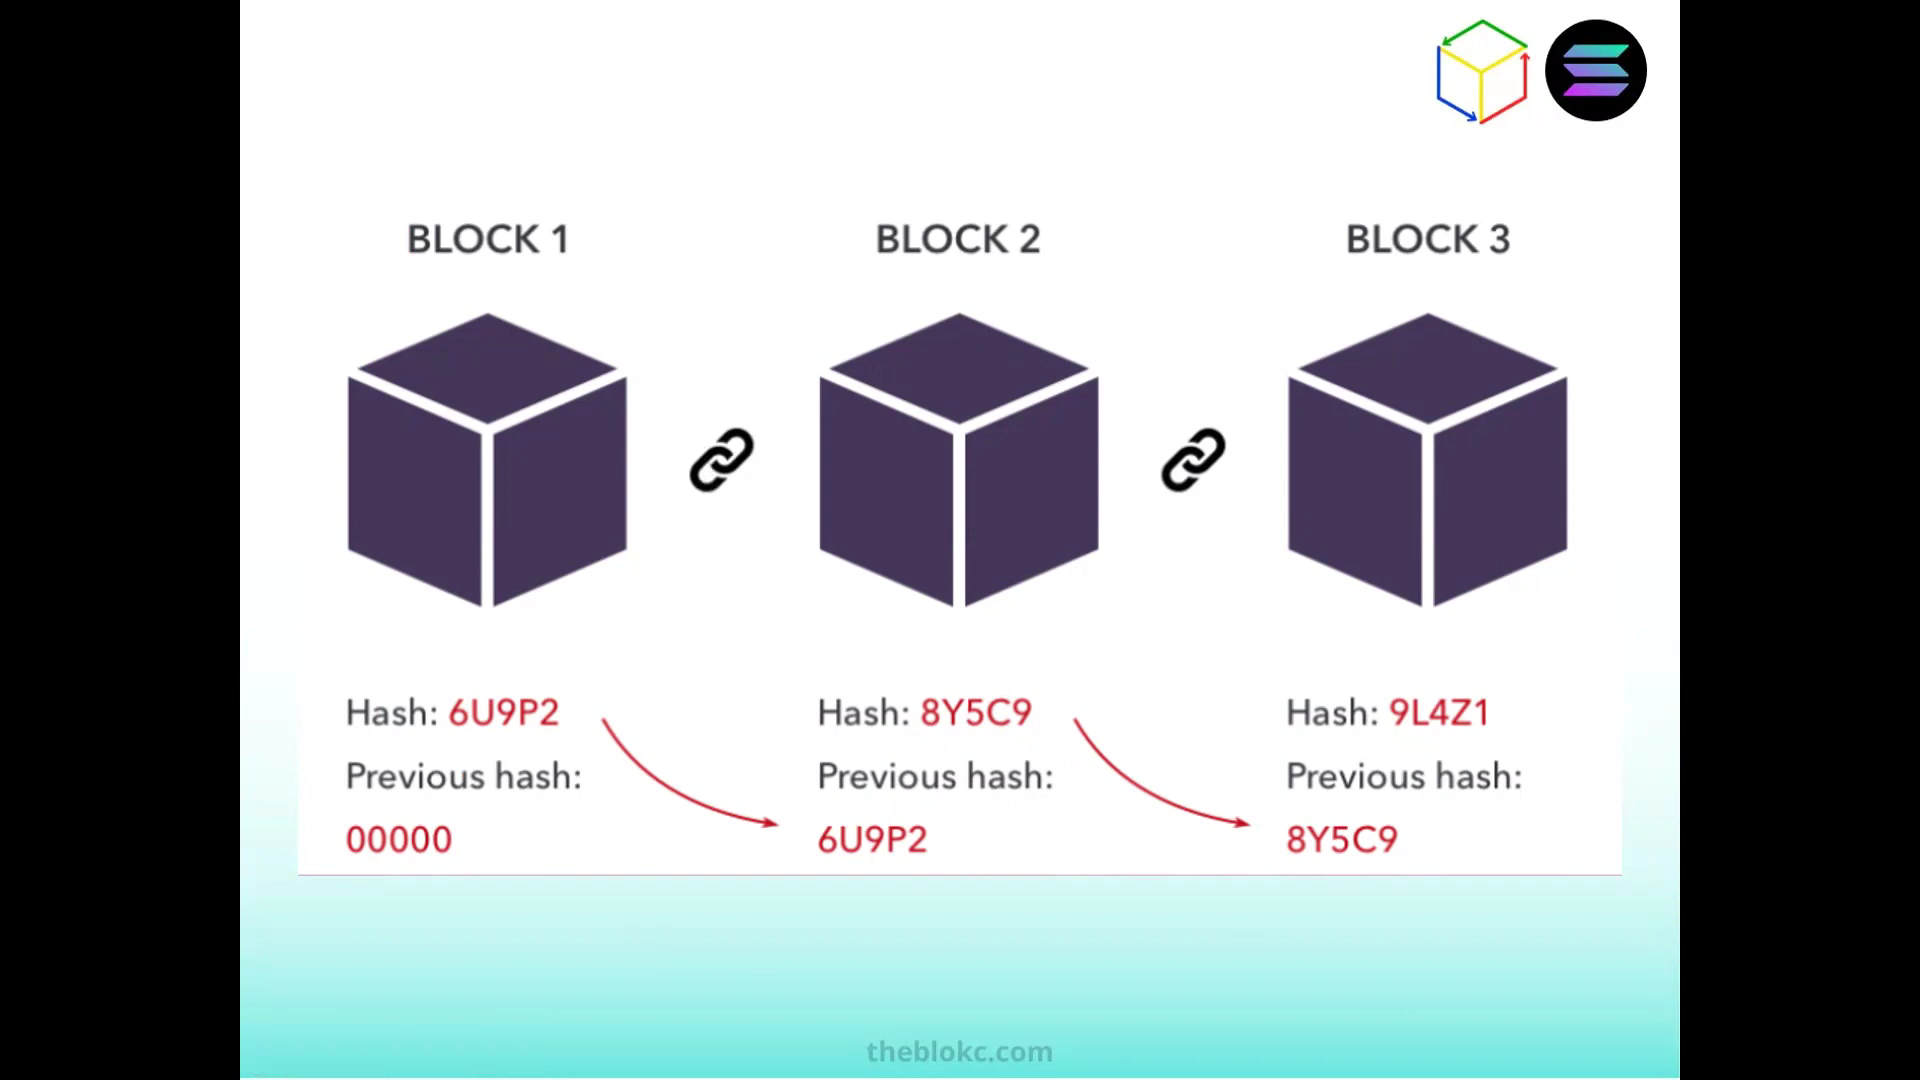 BLOCK 1
BLOCK 2
BLOCK 3
Hash: 6U9P2
Previous hash:
00000
Hash: 8Y5C9
Previous hash:
6U9P2
Hash: 9L4Z1
Previous hash:
8Y5C9
theblokc.com